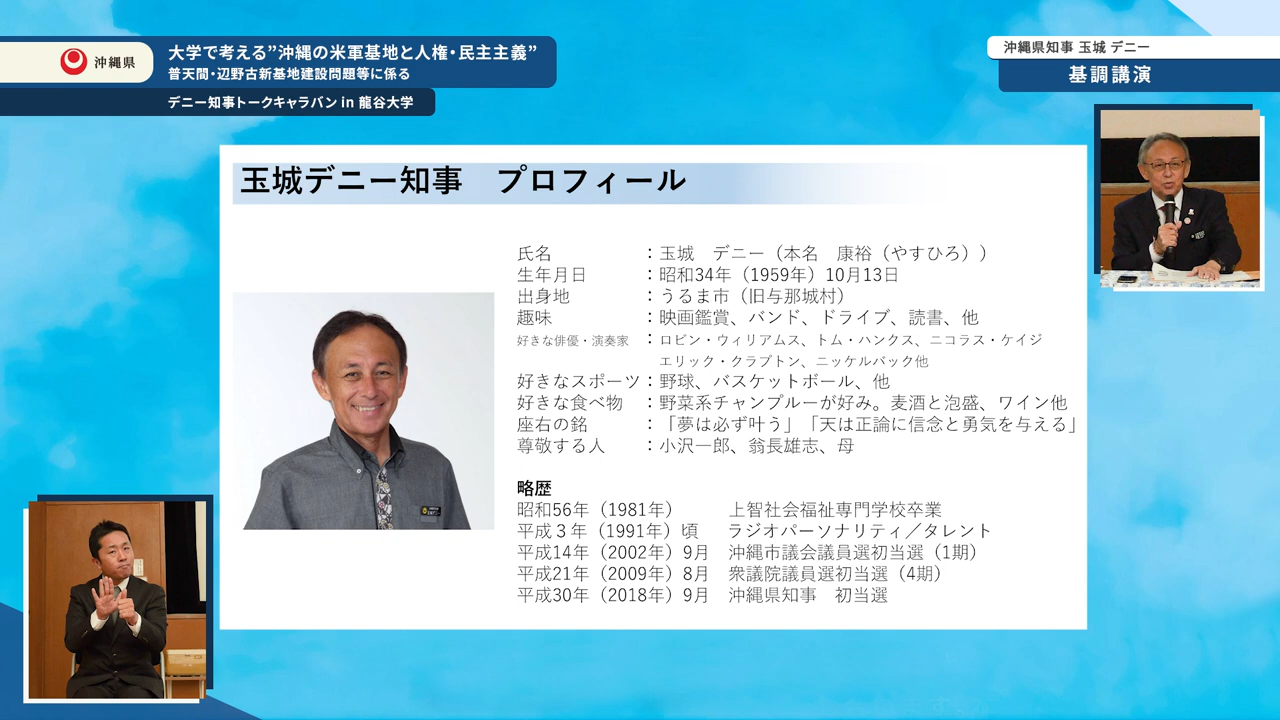 沖縄県
大学で考える”沖縄の米軍基地と人権・民主主義”
普天間・辺野古新基地建設問題等に係る
デニー知事トークキャラバン in 龍谷大学
沖縄県知事 玉城 デニー
基調講演
玉城デニー知事　プロフィール
氏名　：玉城　デニー（本名　康裕（やすひろ））
生年月日　：昭和34年（1959年）10月13日
出身地　：うるま市（旧与那城村）
趣味　：映画鑑賞、バンド、ドライブ、読書、他
好きな俳優・演奏家　：ロビン・ウィリアムス、トム・ハンクス、ニコラス・ケイジ
エリック・クラプトン、ニッケルバック他
好きなスポーツ：野球、バスケットボール、他
好きな食べ物　：野菜系チャンプルーが好み。麦酒と泡盛、ワイン他
座右の銘　：「夢は必ず叶う」「天は正論に信念と勇気を与える」
尊敬する人　：小沢一郎、翁長雄志、母
略歴
昭和56年（1981年）　上智社会福祉専門学校卒業
平成３年（1991年）頃　ラジオパーソナリティ／タレント
平成14年（2002年）9月　沖縄市議会議員選初当選（1期）
平成21年（2009年）8月　衆議院議員選初当選（4期）
平成30年（2018年）9月　沖縄県知事　初当選